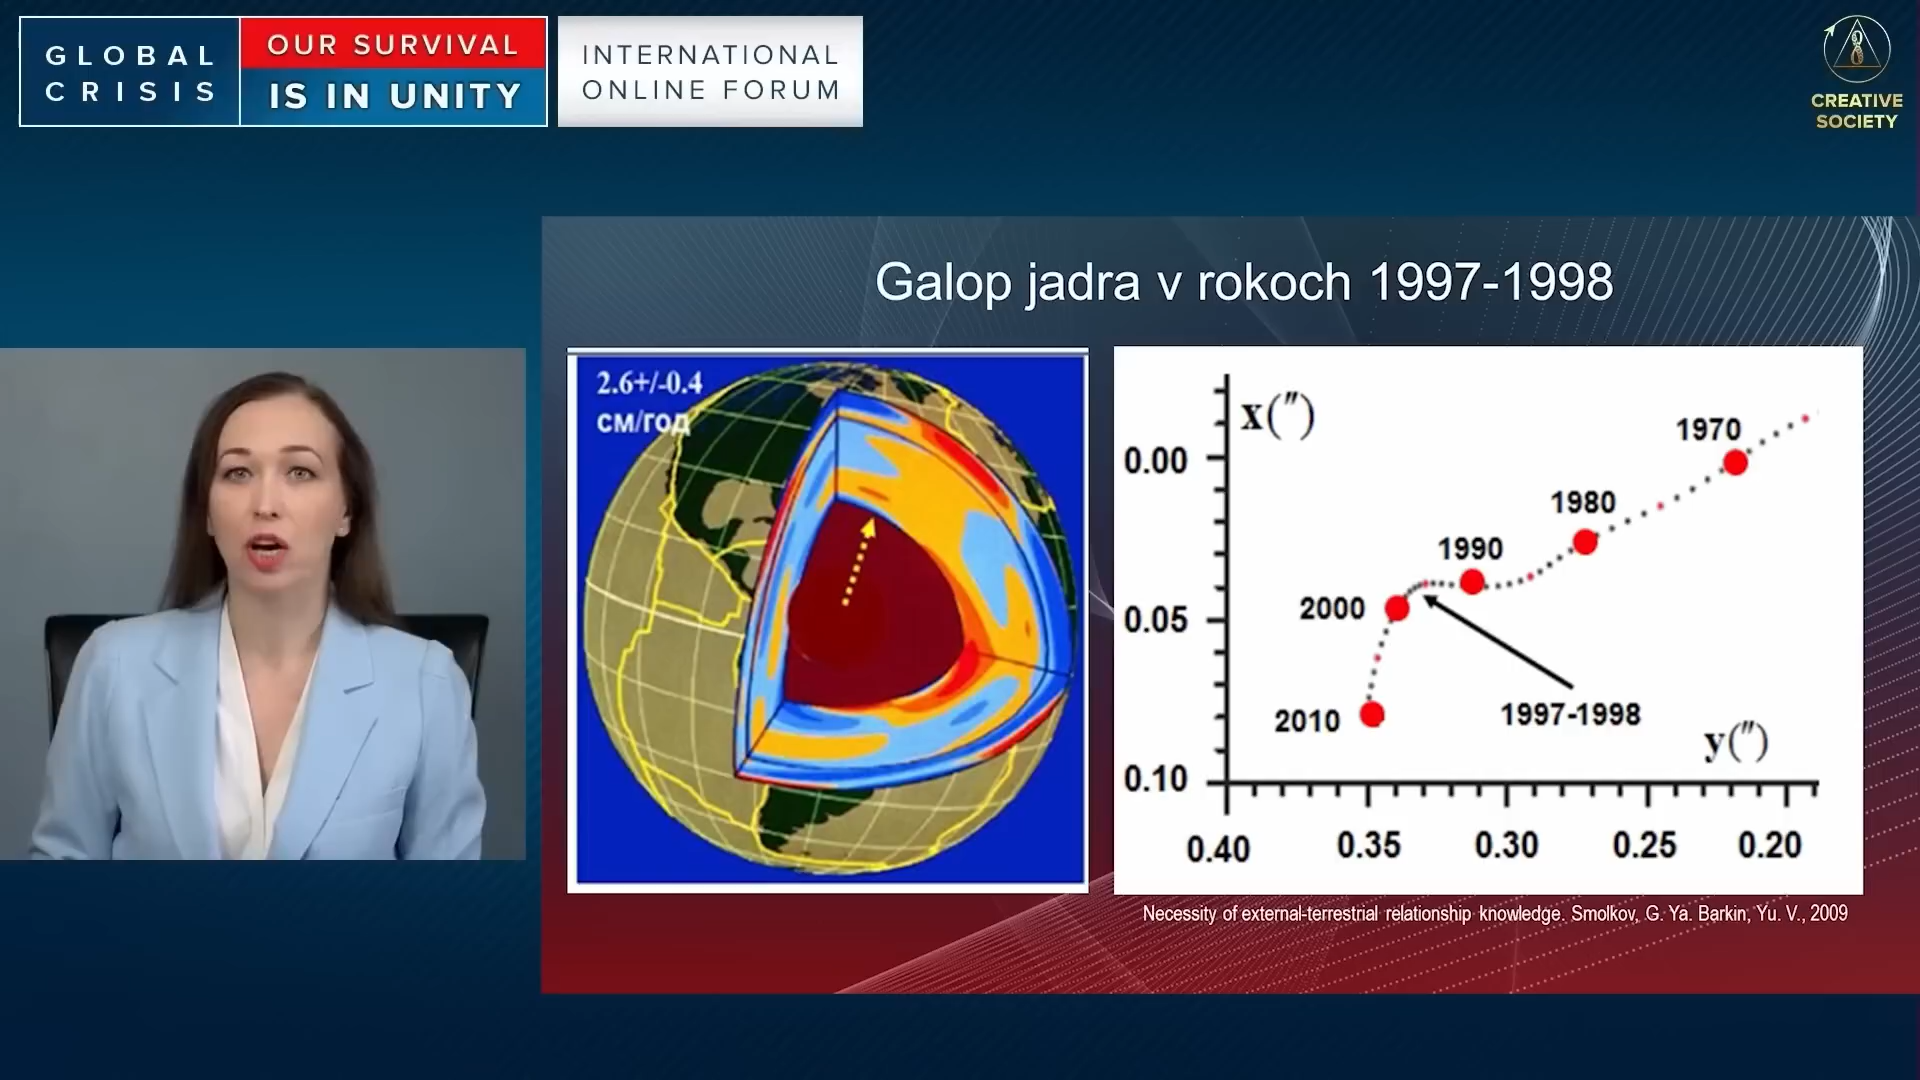 GLOBAL
CRISIS
OUR SURVIVAL
IS IN UNITY
INTERNATIONAL
ONLINE FORUM
CREATIVE
SOCIETY
Galop jadra v rokoch 1997-1998
2.6+/-0.4
см/год
x(″)
0.00
0.05
0.10
1970
1980
1990
2000
2010
1997-1998
y(″)
0.40 0.35 0.30 0.25 0.20
Necessity of external-terrestrial relationship knowledge. Smolkov, G. Ya. Barkin, Yu. V., 2009